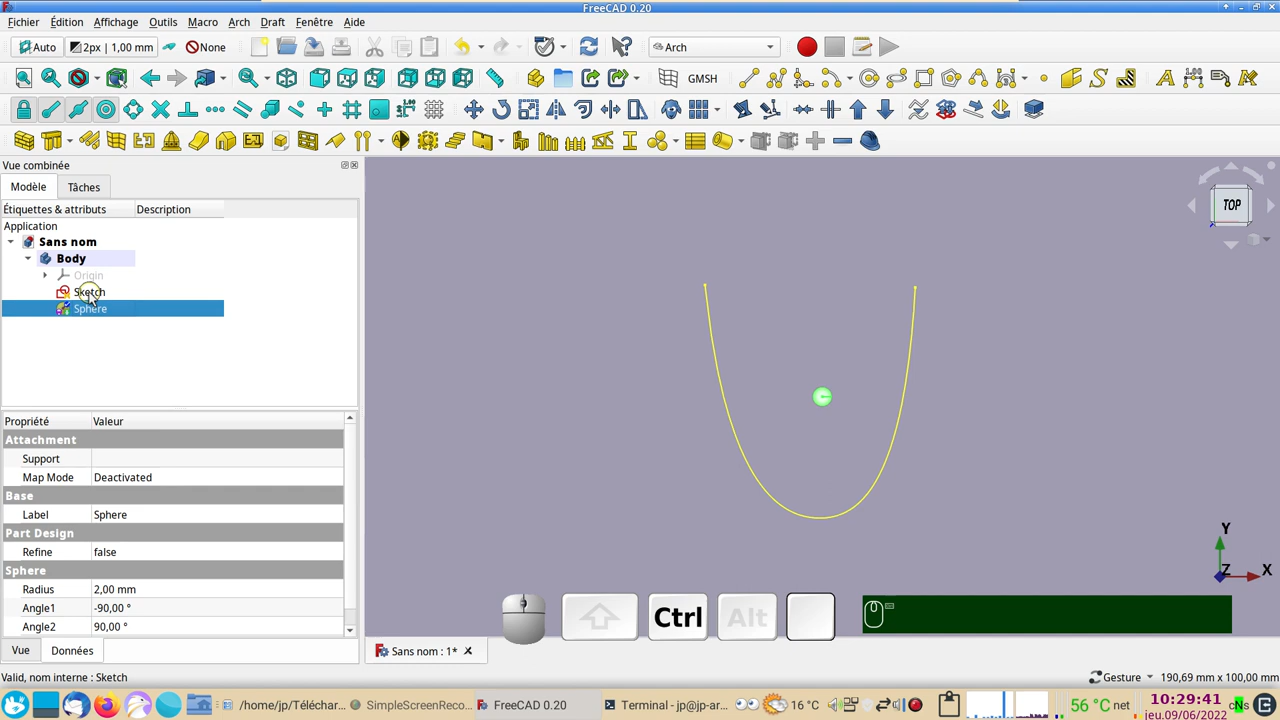 FreeCAD 0.20
Fichier Édition Affichage Outils Macro Arch Draft Fenêtre Aide
Auto 2px | 1,00 mm None Arch
GMSH
Vue combinée
Modèle Tâches
Étiquettes & attributs Description
Application
Sans nom
Body
Origin
Sketch
Sphere
TOP
Propriété Valeur
Attachment
Support
Map Mode Deactivated
Base
Label Sphere
Part Design
Refine false
Sphere
Radius 2,00 mm
Angle1 -90,00 °
Angle2 90,00 °
Y
Z X
Ctrl Alt
Vue Données
Sans nom : 1*
Valid, nom interne : Sketch
Gesture 190,69 mm x 100,00 mm
/home/jp/Téléchar... SimpleScreenReco... FreeCAD 0.20 Terminal - jp@jp-ar... 16 °C 56 °C net 10:29:41
jeu.09/06/2022